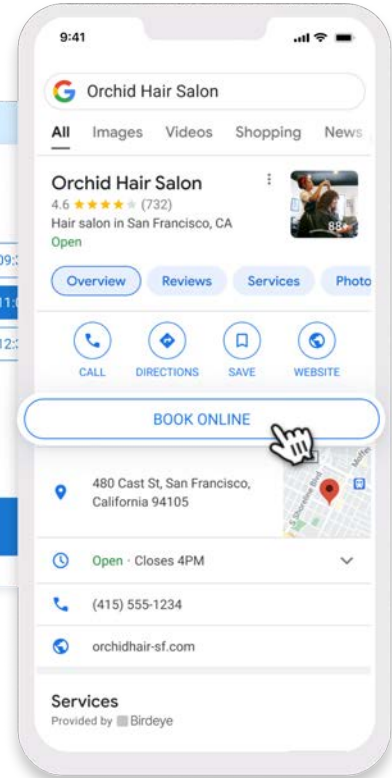 9:41
Orchid Hair Salon
All Images Videos Shopping News
Orchid Hair Salon
4.6 ★★★★★ (732)
Hair salon in San Francisco, CA
Open
88+
Overview Reviews Services Photo
CALL DIRECTIONS SAVE WEBSITE
BOOK ONLINE
480 Cast St, San Francisco,
California 94105
S Shoreline Blvd
Open · Closes 4PM
(415) 555-1234
orchidhair-sf.com
Services
Provided by Birdeye